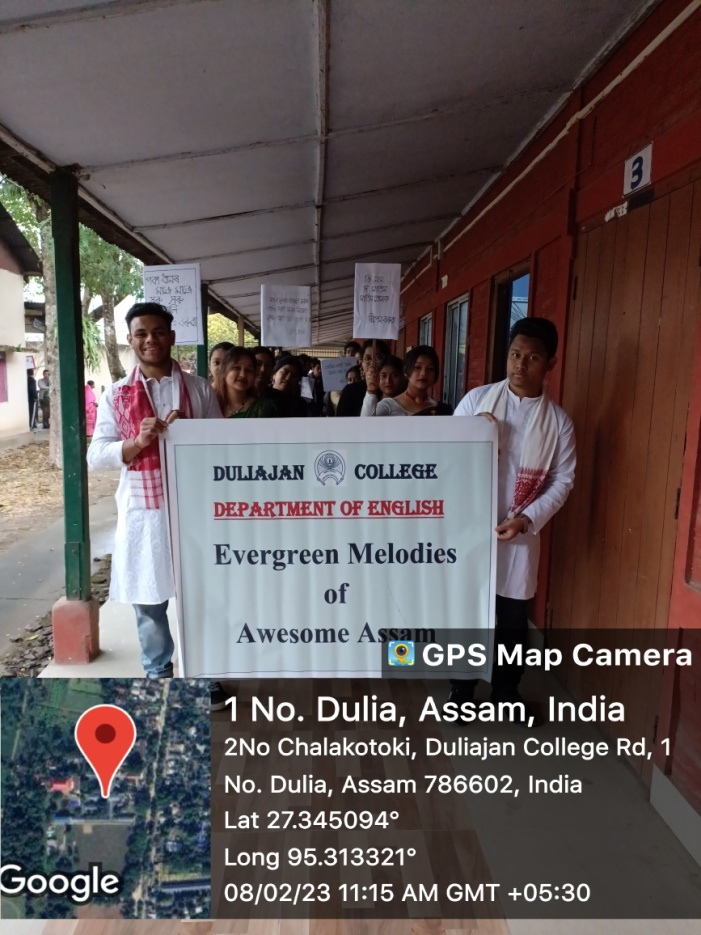 3
DULIAJAN COLLEGE
DEPARTMENT OF ENGLISH
Evergreen Melodies
of
Awesome Assam
GPS Map Camera
1 No. Dulia, Assam, India
2No Chalakotoki, Duliajan College Rd, 1
No. Dulia, Assam 786602, India
Lat 27.345094°
Long 95.313321°
08/02/23 11:15 AM GMT +05:30
Google